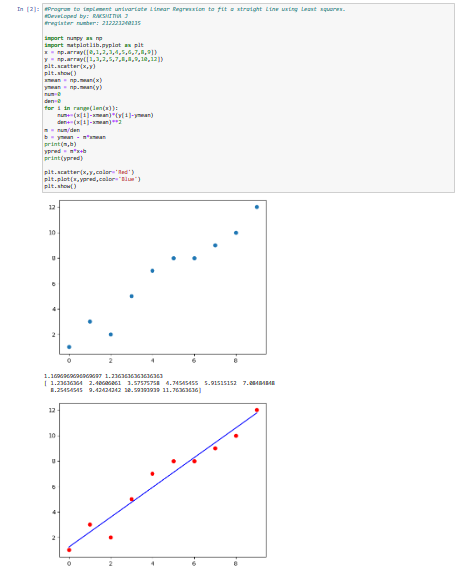 In [2]: #Program to implement univariate linear Regression to fit a straight line using least squares.
#Developed by: RAKSHITHA J
#register number: 212223240135
import numpy as np
import matplotlib.pyplot as plt
x = np.array([0,1,2,3,4,5,6,7,8,9])
y = np.array([1,3,2,5,7,8,8,9,10,12])
plt.scatter(x,y)
plt.show()
xmean = np.mean(x)
ymean = np.mean(y)
num=0
den=0
for i in range(len(x)):
num+=(x[i]-xmean)*(y[i]-ymean)
den+=(x[i]-xmean)**2
m = num/den
b = ymean - m*xmean
print(m,b)
ypred = m*x+b
print(ypred)
plt.scatter(x,y,color='Red')
plt.plot(x,ypred,color='Blue')
plt.show()
12
10
8
6
4
2
0 2 4 6 8
1.1696969696969697 1.2363636363636363
[ 1.23636364 2.40606061 3.57575758 4.74545455 5.91515152 7.08484848
8.25454545 9.42424242 10.59393939 11.76363636]
12
10
8
6
4
2
0 2 4 6 8